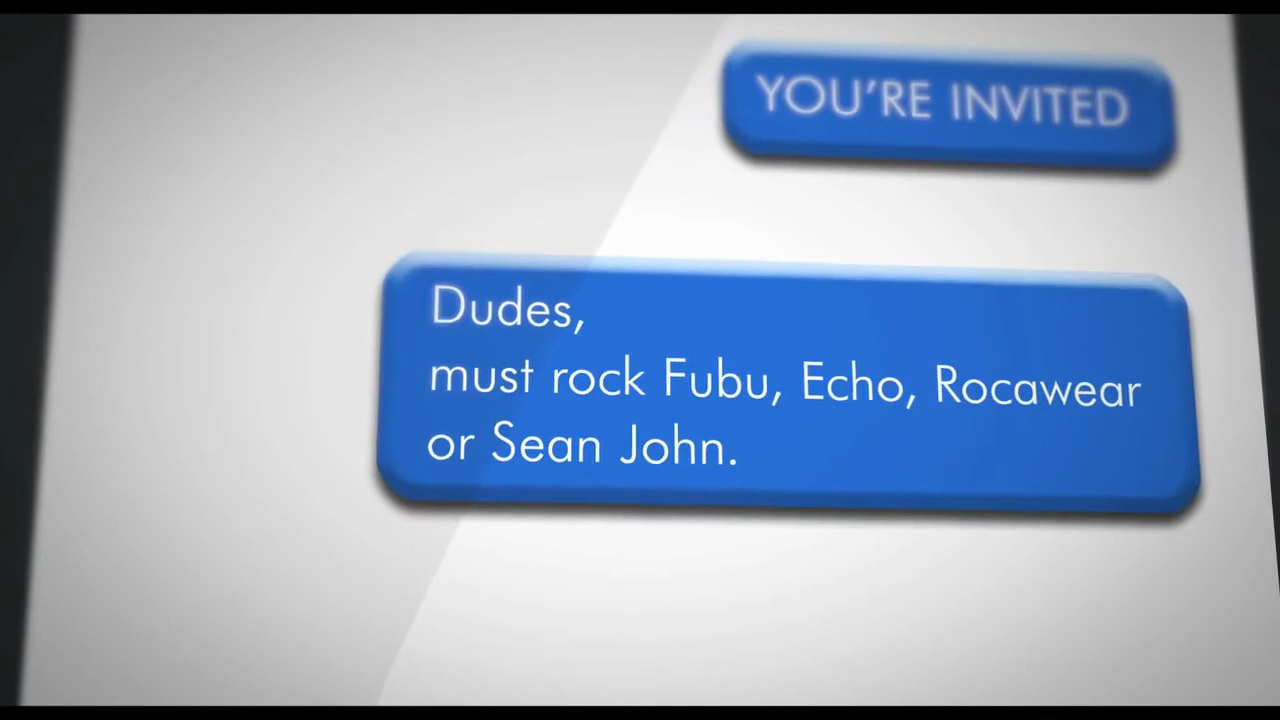 YOU'RE INVITED
Dudes,
must rock Fubu, Echo, Rocawear
or Sean John.